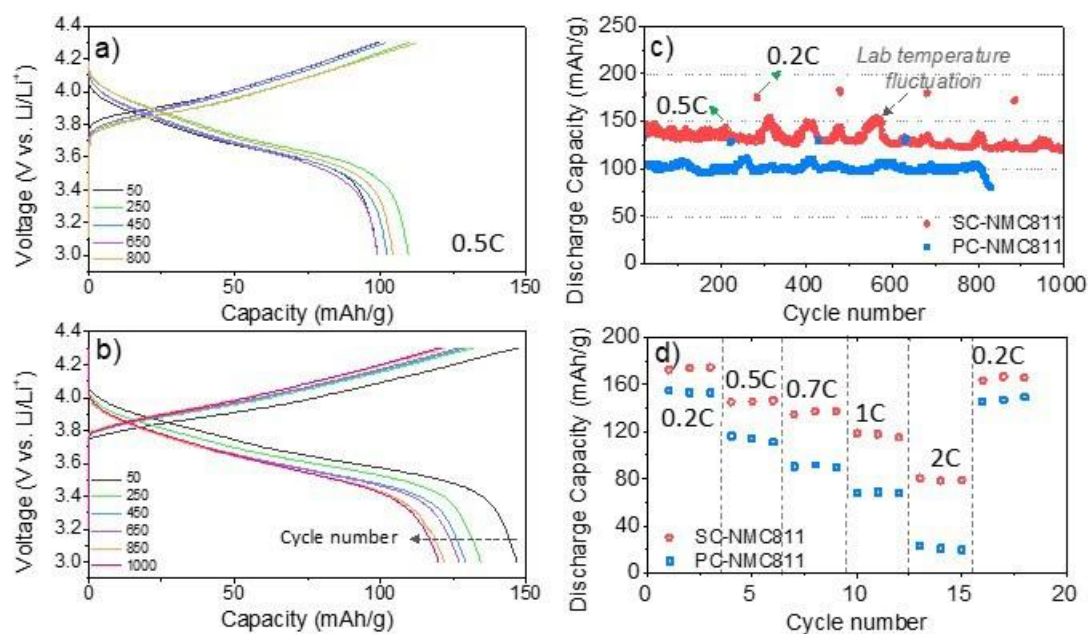 a)
4.4
4.2
4.0
3.8
3.6
3.4
3.2
3.0
Voltage (V vs. Li/Li⁺)
50
250
450
650
800
0.5C
0 50 100 150
Capacity (mAh/g)
b)
4.4
4.2
4.0
3.8
3.6
3.4
3.2
3.0
Voltage (V vs. Li/Li⁺)
50
250
450
650
850
1000
Cycle number
0 50 100 150
Capacity (mAh/g)
c)
250
200
150
100
50
0
Discharge Capacity (mAh/g)
0.2C
0.5C
Lab temperature
fluctuation
SC-NMC811
PC-NMC811
200 400 600 800 1000
Cycle number
d)
200
160
120
80
40
0
Discharge Capacity (mAh/g)
0.2C
0.5C
0.7C
1C
2C
0.2C
SC-NMC811
PC-NMC811
0 5 10 15 20
Cycle number